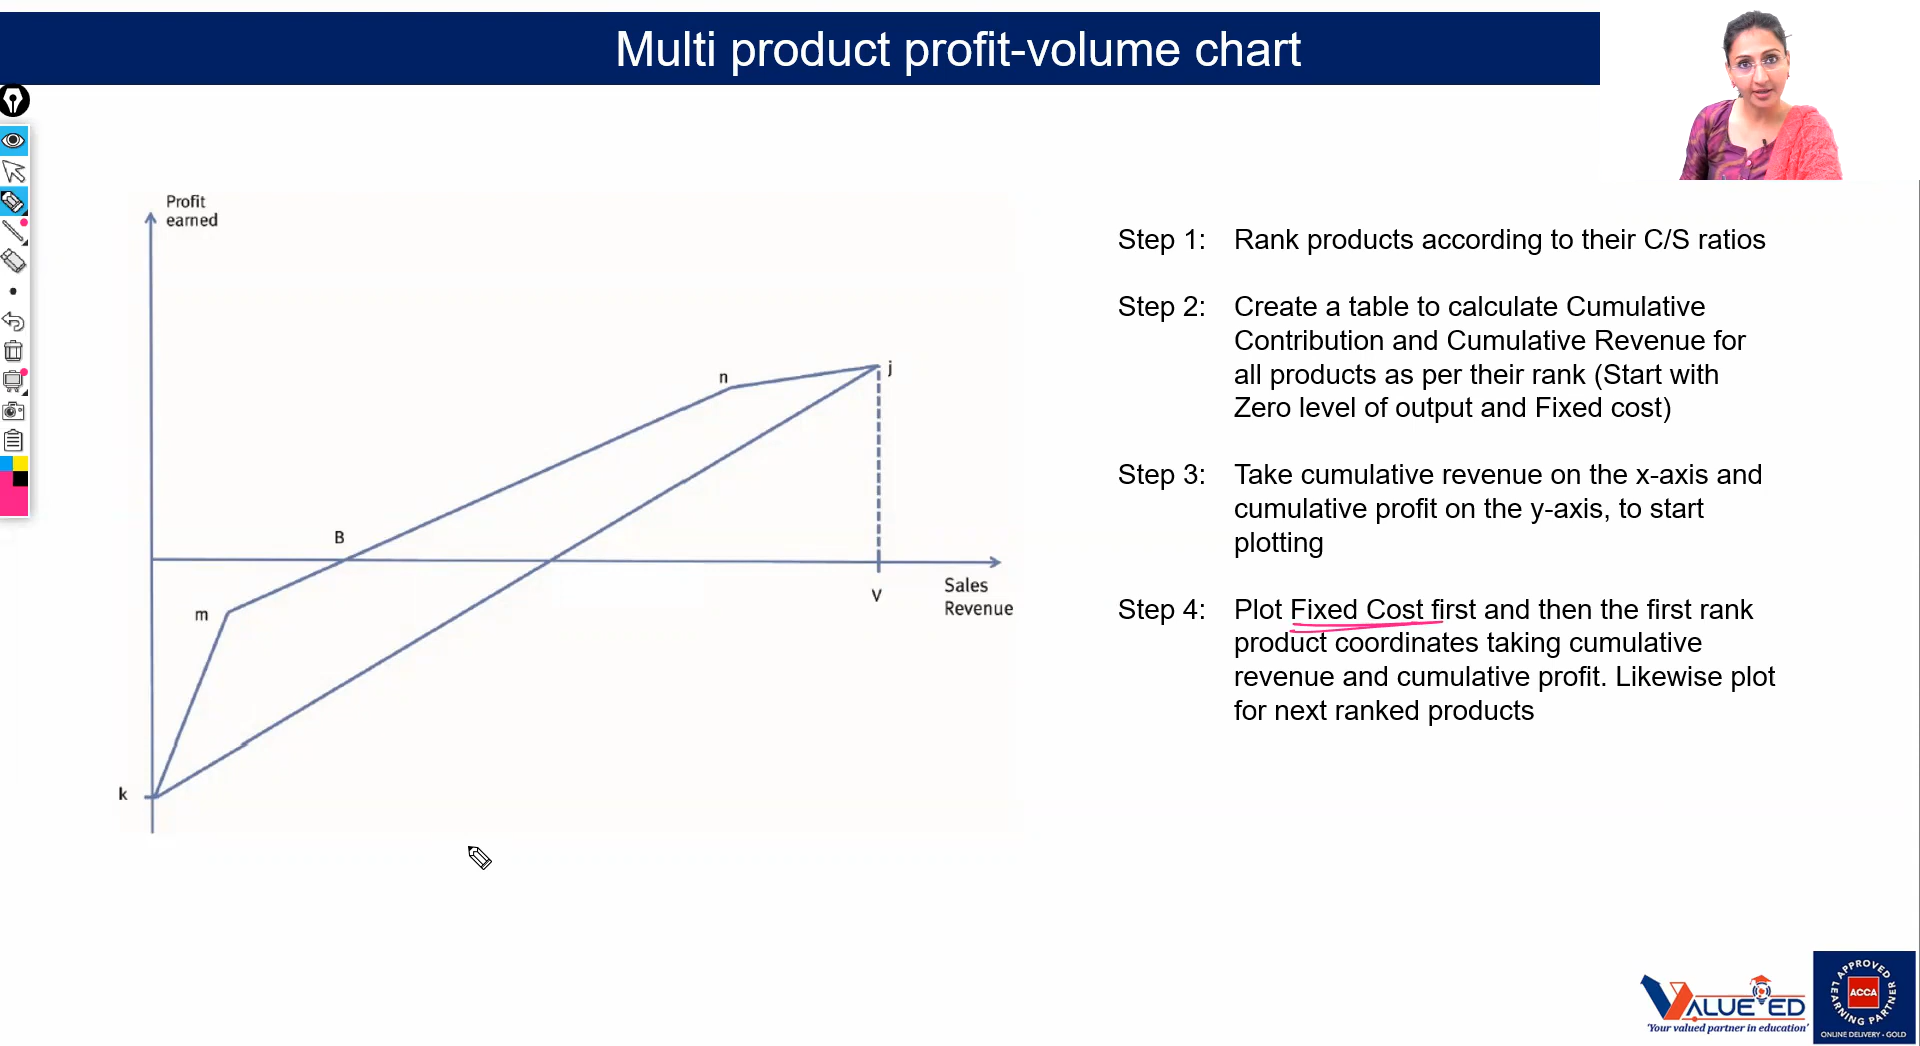 Multi product profit-volume chart
Profit
earned
n
j
B
m
V
Sales
Revenue
k
Step 1: Rank products according to their C/S ratios
Step 2: Create a table to calculate Cumulative
Contribution and Cumulative Revenue for
all products as per their rank (Start with
Zero level of output and Fixed cost)
Step 3: Take cumulative revenue on the x-axis and
cumulative profit on the y-axis, to start
plotting
Step 4: Plot Fixed Cost first and then the first rank
product coordinates taking cumulative
revenue and cumulative profit. Likewise plot
for next ranked products
VALUE ED
'Your valued partner in education'
APPROVED
ACCA
LEARNING PARTNER
ONLINE DELIVERY - GOLD